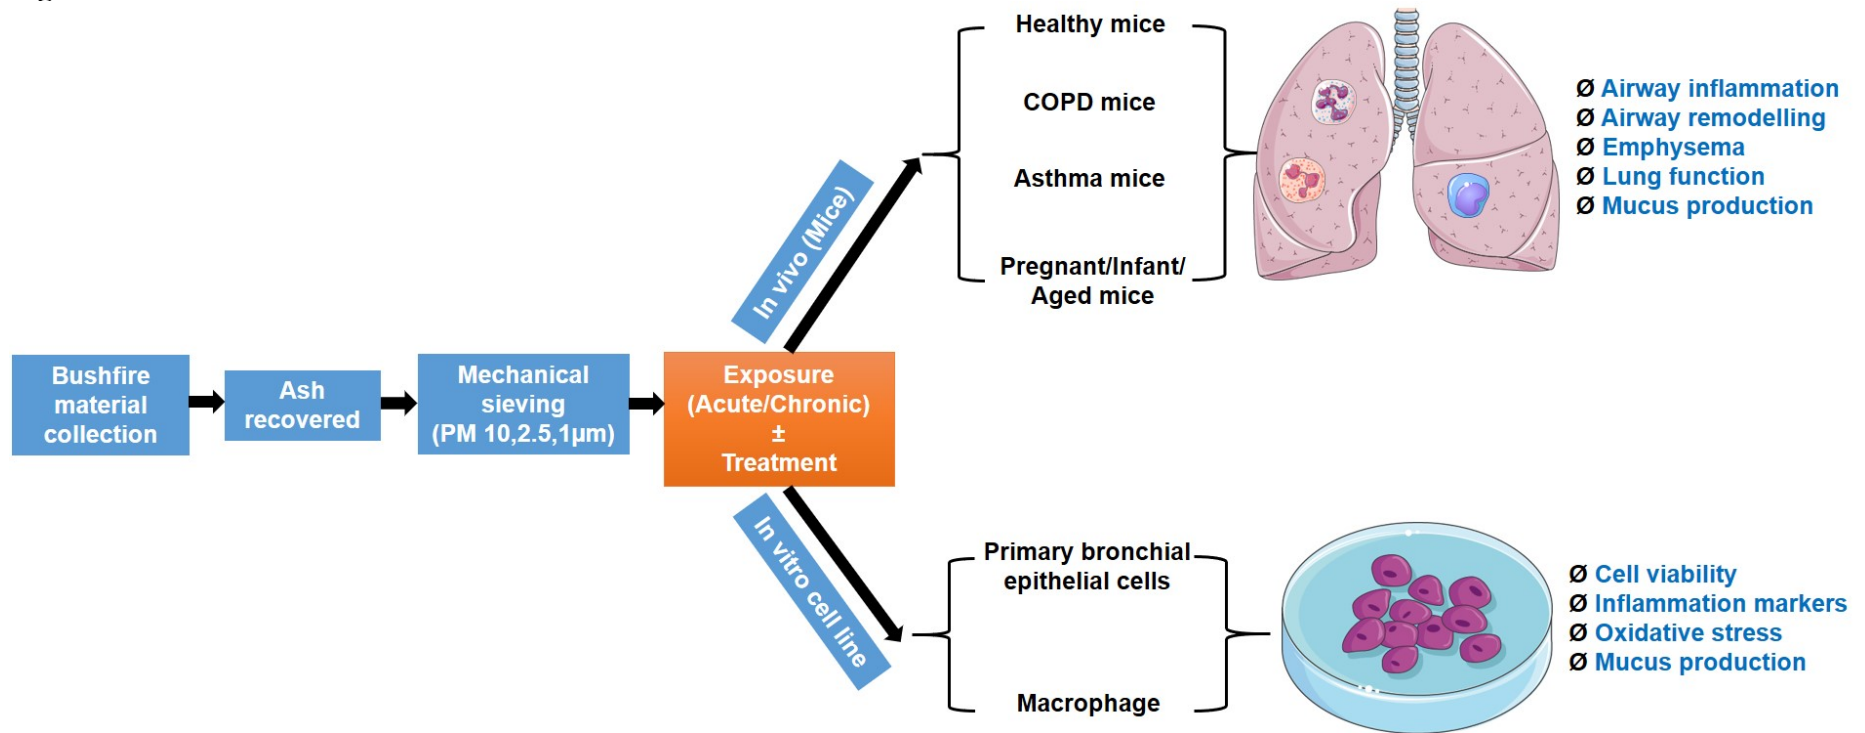 Bushfire
material
collection
Ash
recovered
Mechanical
sieving
(PM 10,2.5,1µm)
Exposure
(Acute/Chronic)
±
Treatment
In vivo (Mice)
Healthy mice
COPD mice
Asthma mice
Pregnant/Infant/
Aged mice
Ø Airway inflammation
Ø Airway remodelling
Ø Emphysema
Ø Lung function
Ø Mucus production
In vitro cell line
Primary bronchial
epithelial cells
Macrophage
Ø Cell viability
Ø Inflammation markers
Ø Oxidative stress
Ø Mucus production